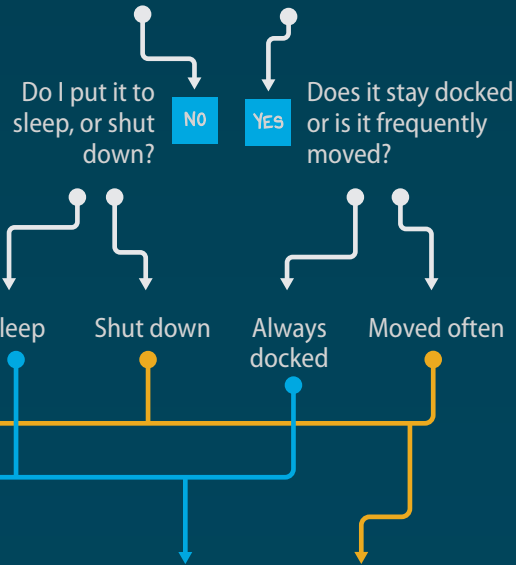 Do I put it to
sleep, or shut
down?
NO
YES
Does it stay docked
or is it frequently
moved?
leep
Shut down
Always
docked
Moved often